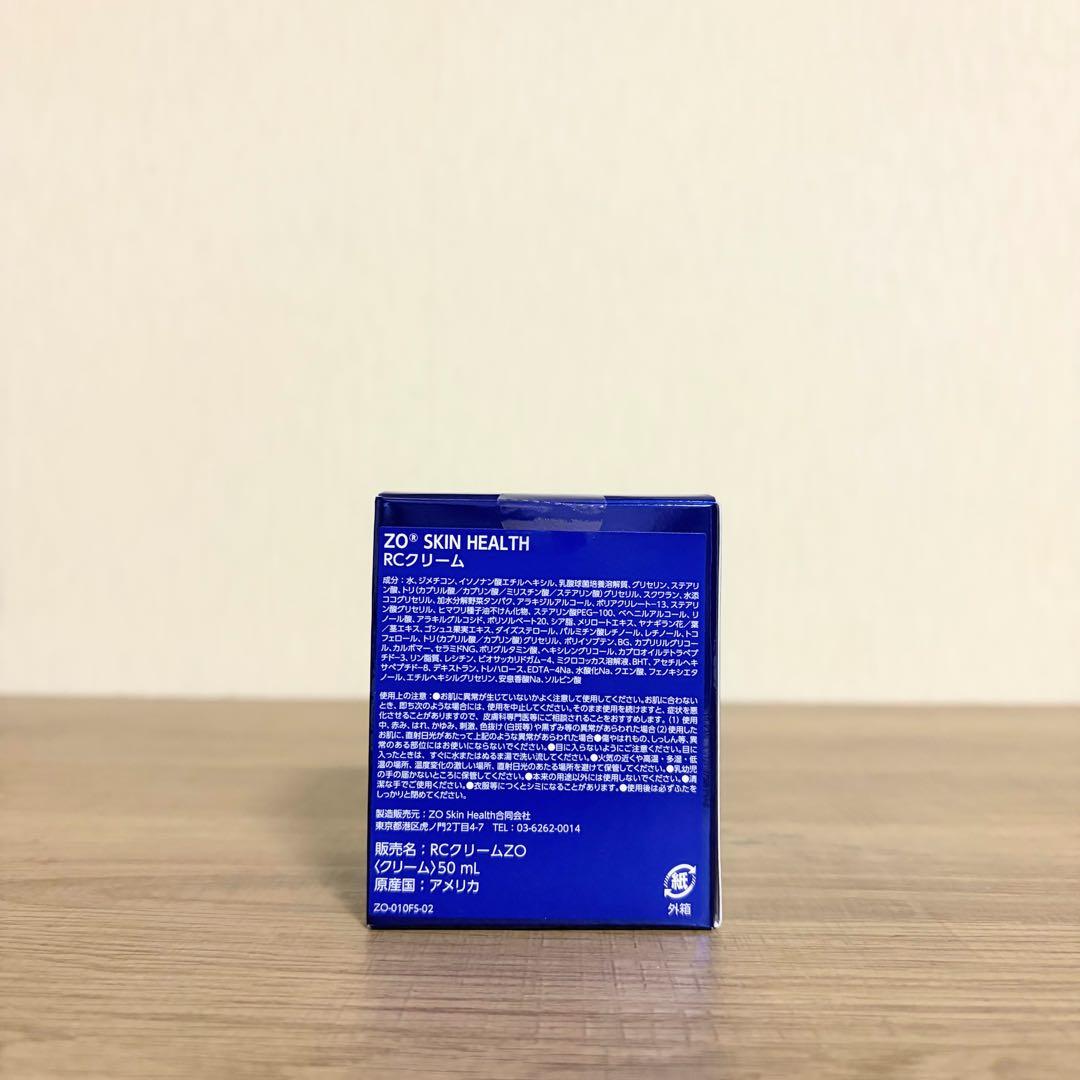 ZO® SKIN HEALTH
RCクリーム
成分：水、ジメチコン、イソノナン酸エチルヘキシル、乳酸球菌培養溶解質、グリセリン、ステアリ
ン酸、トリ（カプリル酸／カプリン酸／ミリスチン酸／ステアリン酸）グリセリル、スクワラン、水添
ココグリセリル、加水分解野菜タンパク、アラキジルアルコール、ポリアクリレート-13、ステアリ
ン酸グリセリル、ヒマワリ種子油不けん化物、ステアリン酸PEG-100、ベヘニルアルコール、リ
ノール酸、アラキルグルコシド、ポリソルベート20、シア脂、メリロートエキス、ヤナギラン花／葉
／茎エキス、ゴシュユ果実エキス、ダイズステロール、パルミチン酸レチノール、レチノール、トコ
フェロール、トリ（カプリル酸／カプリン酸）グリセリル、ポリイソブテン、BG、カプリリルグリコー
ル、カルボマー、セラミドNG、ポリグルタミン酸、ヘキシレングリコール、カプロオイルテトラペプ
チド-3、リン脂質、レシチン、ビオサッカリドガム-4、ミクロコッカス溶解液、BHT、アセチルヘキ
サペプチド-8、デキストラン、トレハロース、EDTA-4Na、水酸化Na、クエン酸、フェノキシエタ
ノール、エチルヘキシルグリセリン、安息香酸Na、ソルビン酸
使用上の注意：●お肌に異常が生じていないかよく注意して使用してください。お肌に合わない
とき、即ち次のような場合には、使用を中止してください。そのまま使用を続けますと、症状を悪
化させることがありますので、皮膚科専門医等にご相談されることをおすすめします。(1) 使用
中、赤み、はれ、かゆみ、刺激、色抜け(白斑等)や黒ずみ等の異常があらわれた場合 (2) 使用した
お肌に、直射日光があたって上記のような異常があらわれた場合●傷やはれもの、しっしん等、異
常のある部位にはお使いにならないでください。●目に入らないようにご注意ください。目に
入ったときは、すぐに水またはぬるま湯で洗い流してください。●火気の近くや高温・多湿・低
温の場所、温度変化の激しい場所、直射日光のあたる場所を避けて保管してください。●乳幼児
の手の届かないところに保管してください。●本来の用途以外には使用しないでください。●清
潔な手でご使用ください。●衣服等につくとシミになることがあります。●使用後は必ずふたを
しっかりと閉めてください。
製造販売元：ZO Skin Health合同会社
東京都港区虎ノ門2丁目4-7 TEL：03-6262-0014
販売名：RCクリームZO
〈クリーム〉50 mL
原産国：アメリカ
ZO-010F5-02
紙
外箱